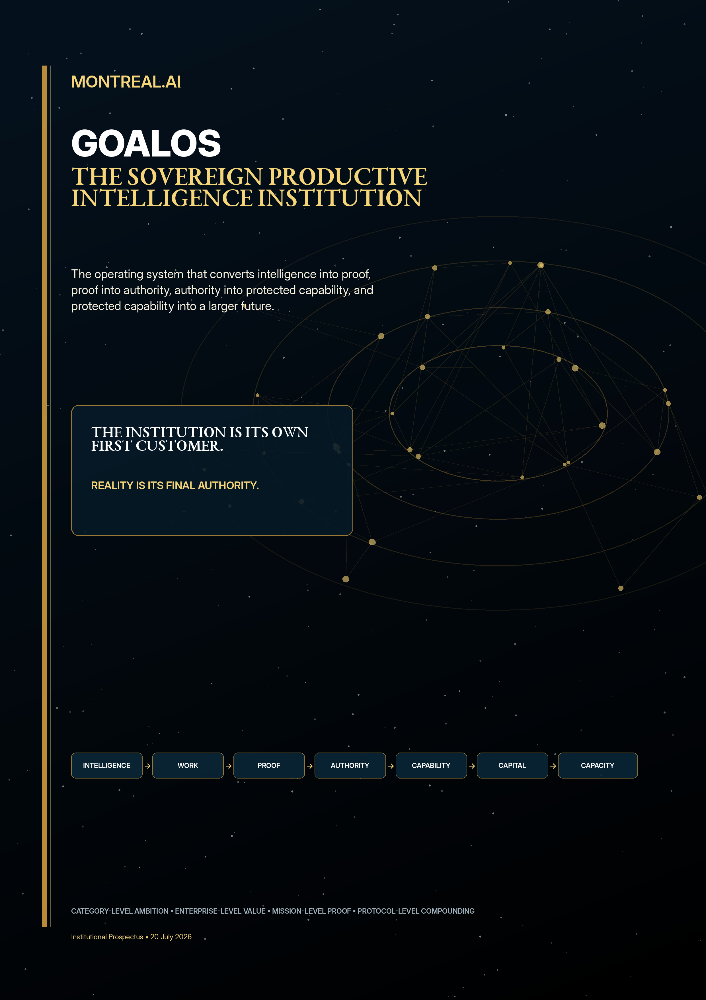 MONTREAL.AI
GOALOS
THE SOVEREIGN PRODUCTIVE
INTELLIGENCE INSTITUTION
The operating system that converts intelligence into proof,
proof into authority, authority into protected capability, and
protected capability into a larger future.
THE INSTITUTION IS ITS OWN
FIRST CUSTOMER.
REALITY IS ITS FINAL AUTHORITY.
INTELLIGENCE → WORK → PROOF → AUTHORITY → CAPABILITY → CAPITAL → CAPACITY
CATEGORY-LEVEL AMBITION • ENTERPRISE-LEVEL VALUE • MISSION-LEVEL PROOF • PROTOCOL-LEVEL COMPOUNDING
Institutional Prospectus • 20 July 2026